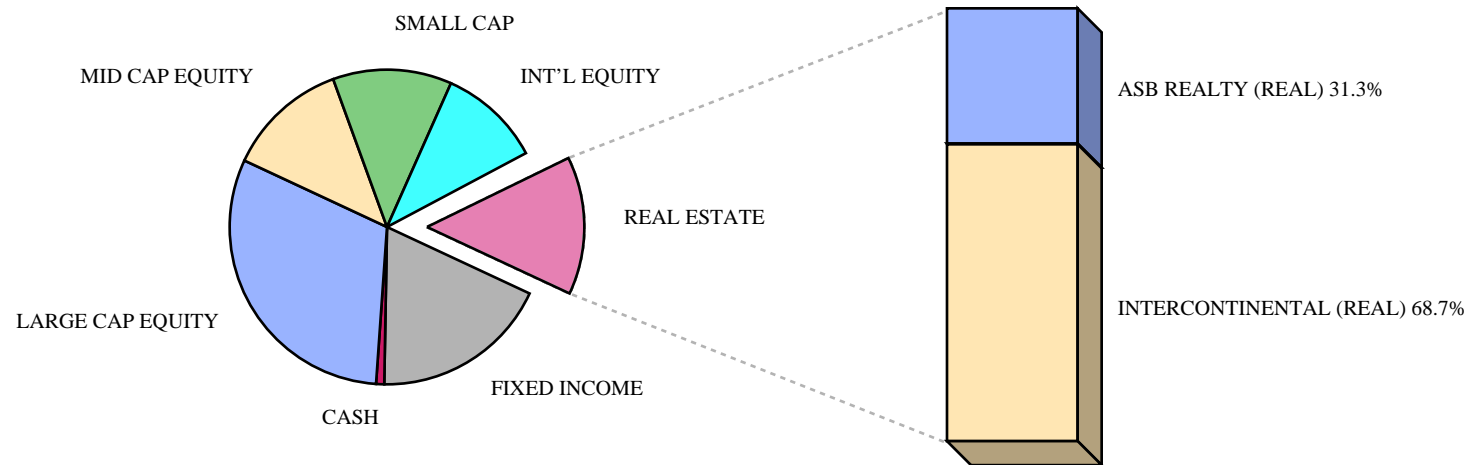 SMALL CAP
MID CAP EQUITY
INT'L EQUITY
ASB REALTY (REAL) 31.3%
REAL ESTATE
INTERCONTINENTAL (REAL) 68.7%
LARGE CAP EQUITY
FIXED INCOME
CASH